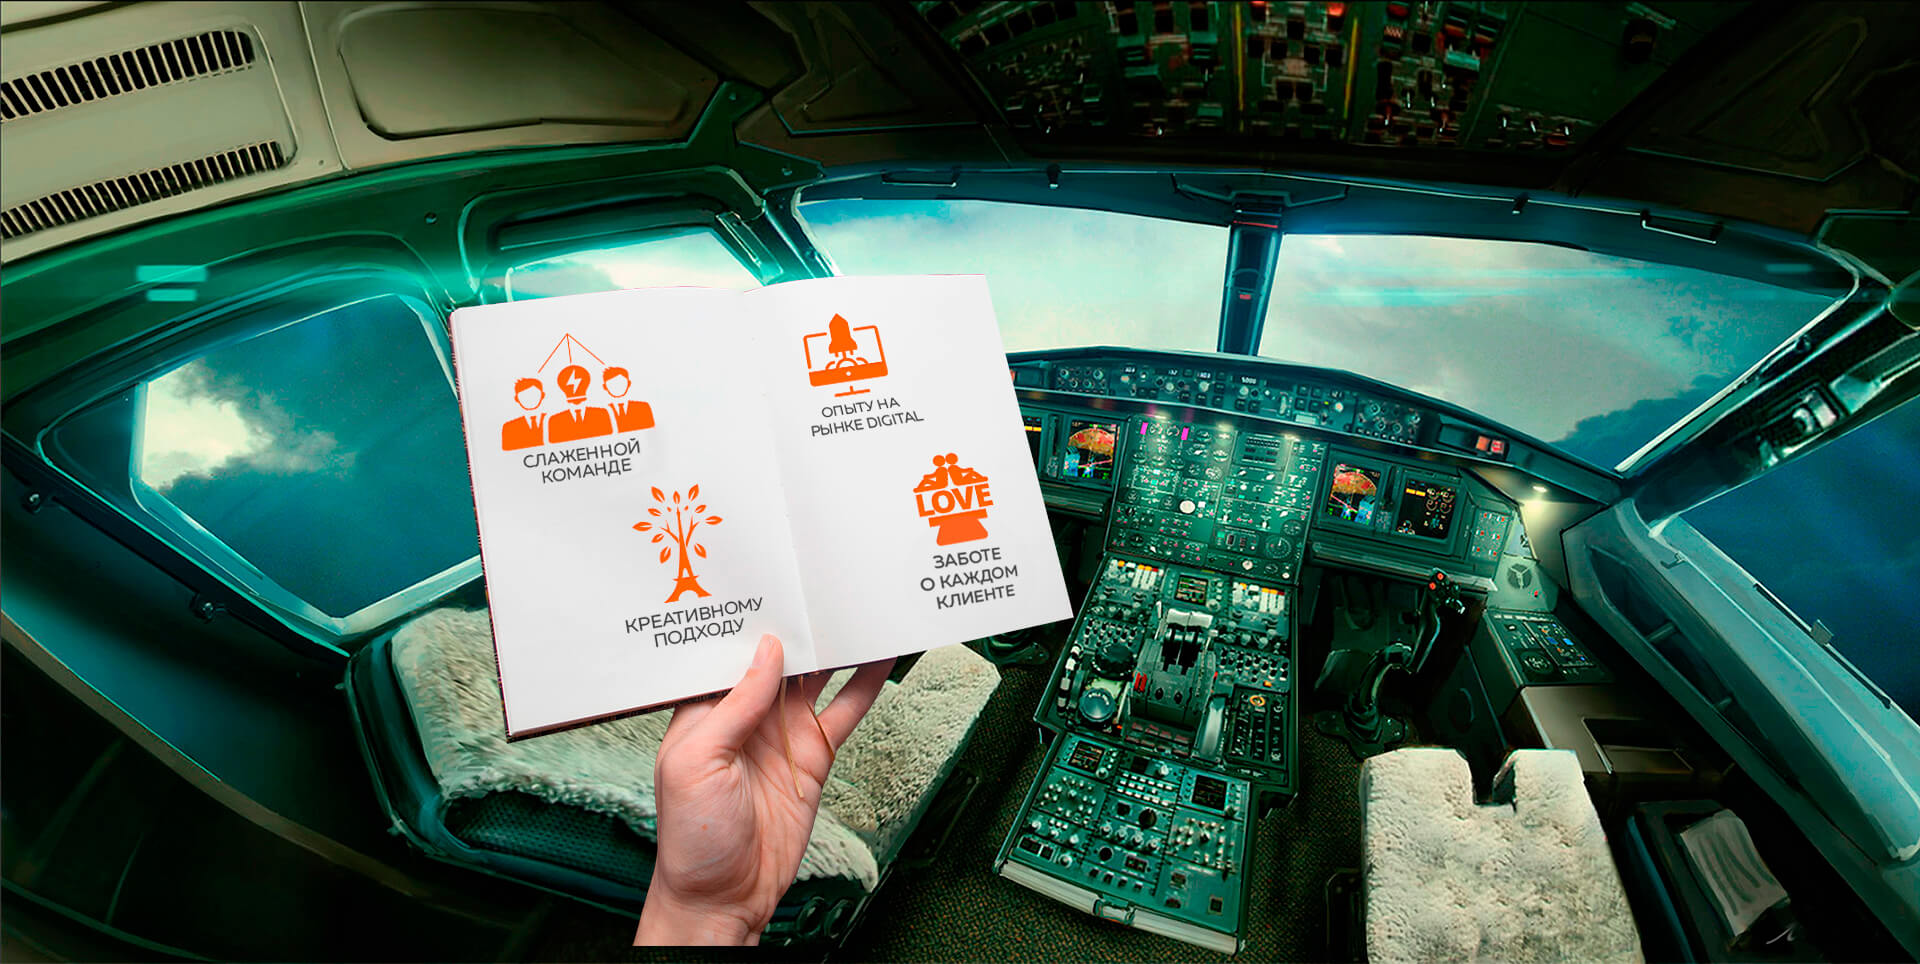 СЛАЖЕННОЙ
КОМАНДЕ
КРЕАТИВНОМУ
ПОДХОДУ
ОПЫТУ НА
РЫНКЕ DIGITAL
LOVE
ЗАБОТЕ
О КАЖДОМ
КЛИЕНТЕ